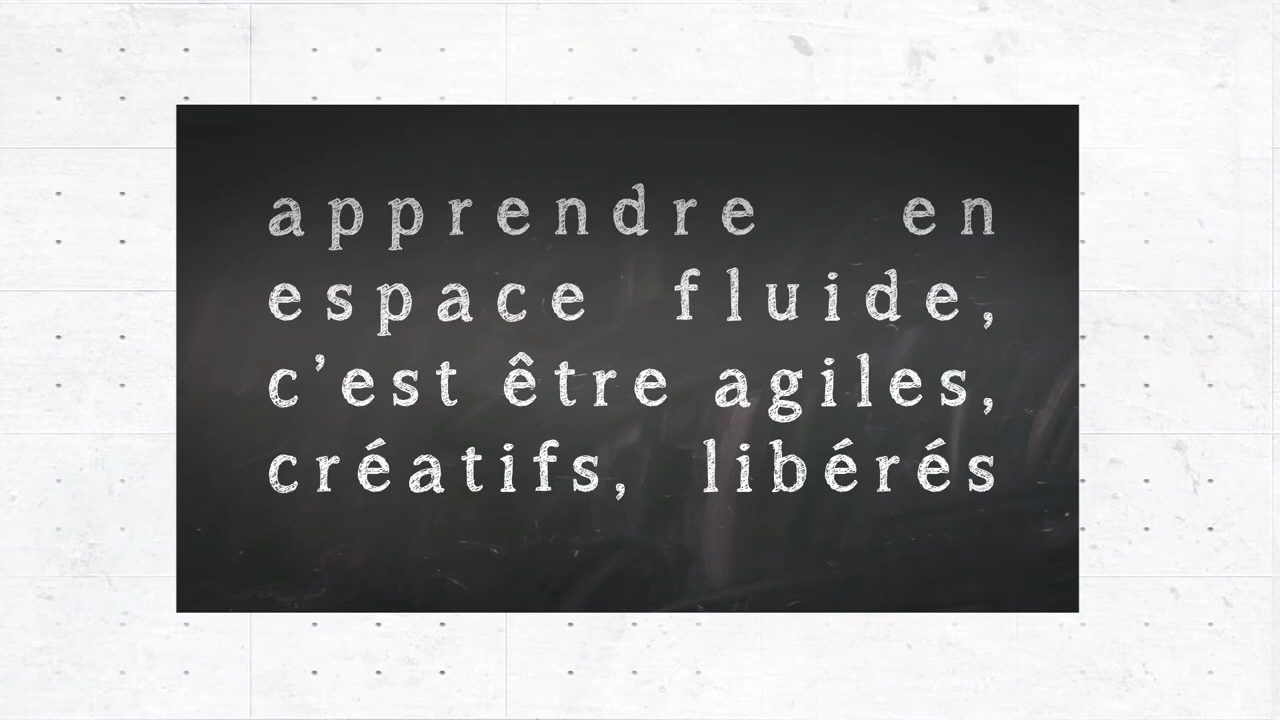 apprendre en
espace fluide,
c’est être agiles,
créatifs, libérés